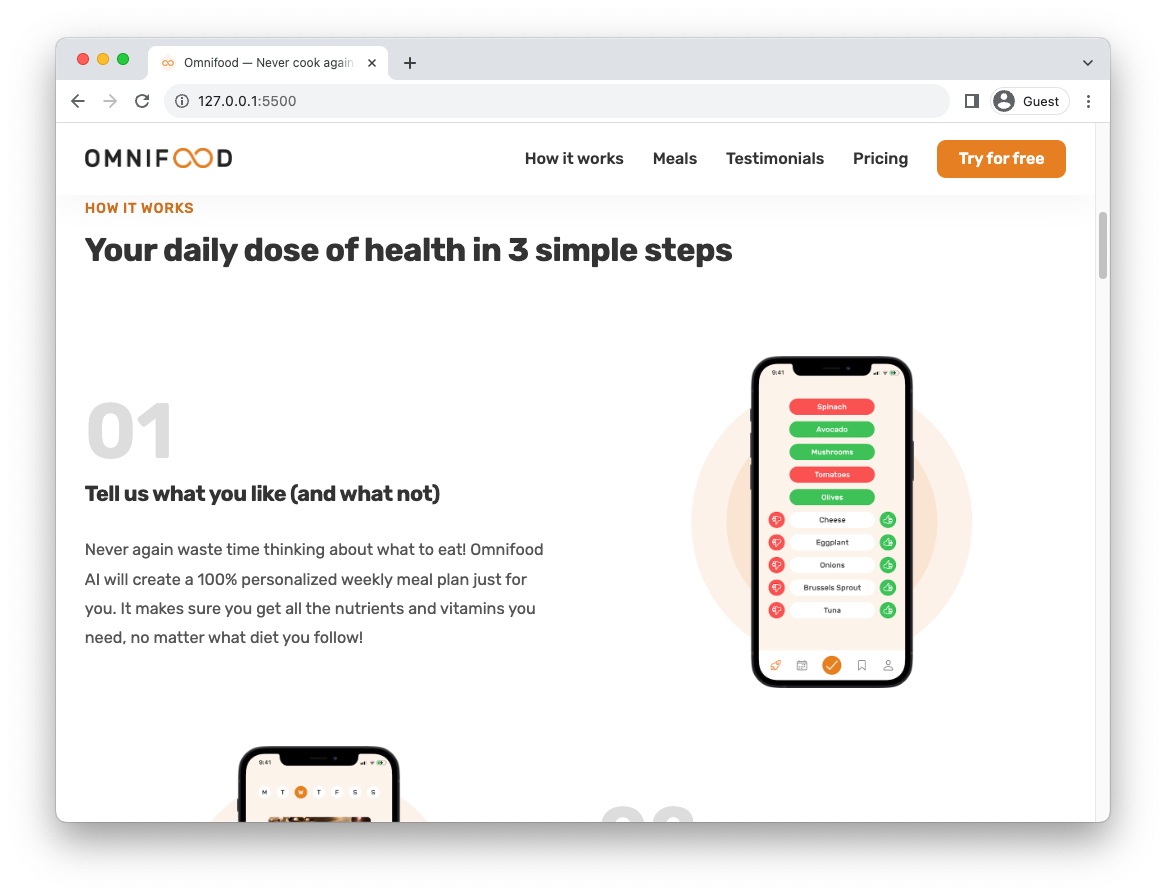 Omnifood — Never cook again
127.0.0.1:5500
Guest
OMNIFOOD
How it works
Meals
Testimonials
Pricing
Try for free
HOW IT WORKS
Your daily dose of health in 3 simple steps
01
Tell us what you like (and what not)
Never again waste time thinking about what to eat! Omnifood
AI will create a 100% personalized weekly meal plan just for
you. It makes sure you get all the nutrients and vitamins you
need, no matter what diet you follow!
9:41
Spinach
Avocado
Mushrooms
Tomatoes
Olives
Cheese
Eggplant
Onions
Brussels Sprout
Tuna
9:41
M T W T F S S